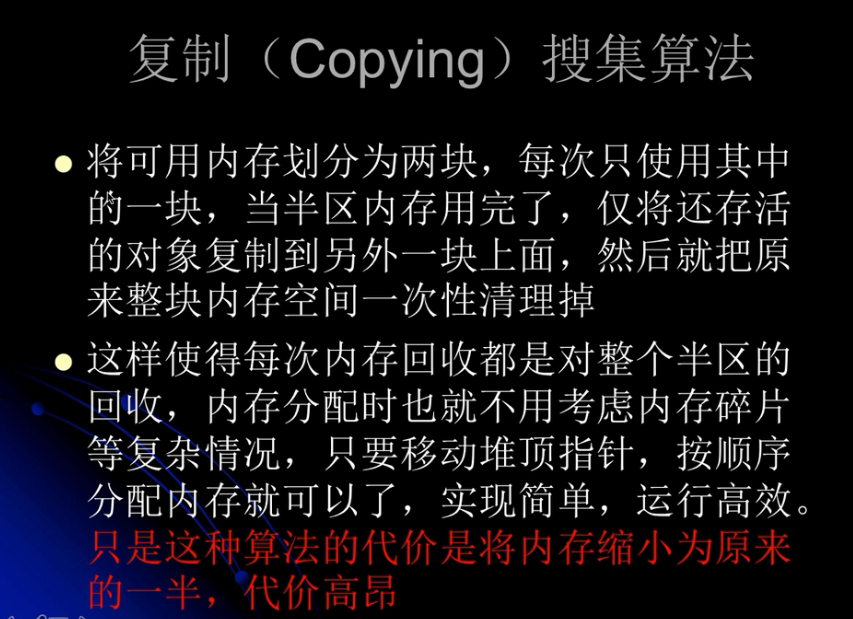 复制（Copying）搜集算法
将可用内存划分为两块，每次只使用其中
的一块，当半区内存用完了，仅将还存活
的对象复制到另外一块上面，然后就把原
来整块内存空间一次性清理掉
这样使得每次内存回收都是对整个半区的
回收，内存分配时也就不用考虑内存碎片
等复杂情况，只要移动堆顶指针，按顺序
分配内存就可以了，实现简单，运行高效。
只是这种算法的代价是将内存缩小为原来
的一半，代价高昂